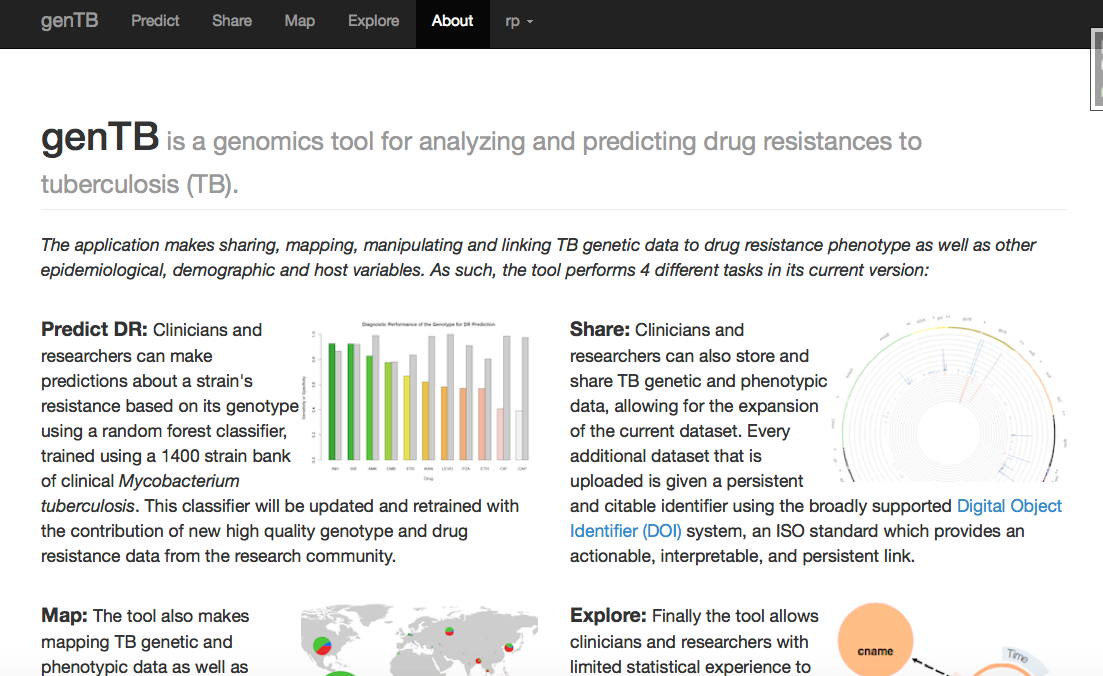 genTB Predict Share Map Explore About rp
genTB is a genomics tool for analyzing and predicting drug resistances to
tuberculosis (TB).
The application makes sharing, mapping, manipulating and linking TB genetic data to drug resistance phenotype as well as other
epidemiological, demographic and host variables. As such, the tool performs 4 different tasks in its current version:
Predict DR: Clinicians and
researchers can make
predictions about a strain's
resistance based on its genotype
using a random forest classifier,
trained using a 1400 strain bank
of clinical Mycobacterium
tuberculosis. This classifier will be updated and retrained with
the contribution of new high quality genotype and drug
resistance data from the research community.
Diagnostic Performance of the Genotype for DR Prediction
Sensitivity or Specificity
INH RIF AMK EMB STR KAN LEVO PZA ETH CIP CAP
Drug
Share: Clinicians and
researchers can also store and
share TB genetic and phenotypic
data, allowing for the expansion
of the current dataset. Every
additional dataset that is
uploaded is given a persistent
and citable identifier using the broadly supported Digital Object
Identifier (DOI) system, an ISO standard which provides an
actionable, interpretable, and persistent link.
Map: The tool also makes
mapping TB genetic and
phenotypic data as well as
Explore: Finally the tool allows
clinicians and researchers with
limited statistical experience to
cname
Time